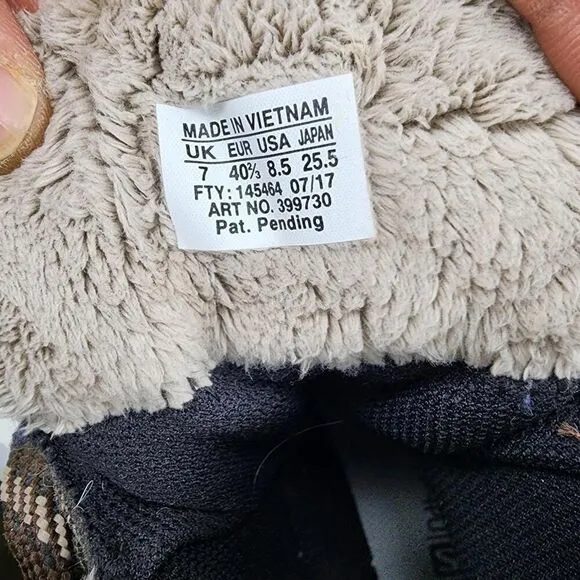 MADE IN VIETNAM
UK EUR USA JAPAN
7 40⅔ 8.5 25.5
FTY: 145464 07/17
ART NO. 399730
Pat. Pending